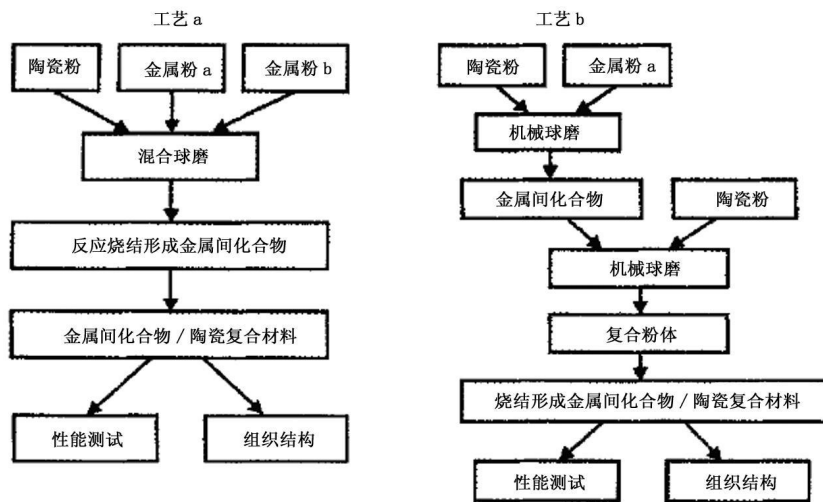 工艺 a
陶瓷粉
金属粉 a
金属粉 b
混合球磨
反应烧结形成金属间化合物
金属间化合物 / 陶瓷复合材料
性能测试
组织结构
工艺 b
陶瓷粉
金属粉 a
机械球磨
金属间化合物
陶瓷粉
机械球磨
复合粉体
烧结形成金属间化合物 / 陶瓷复合材料
性能测试
组织结构